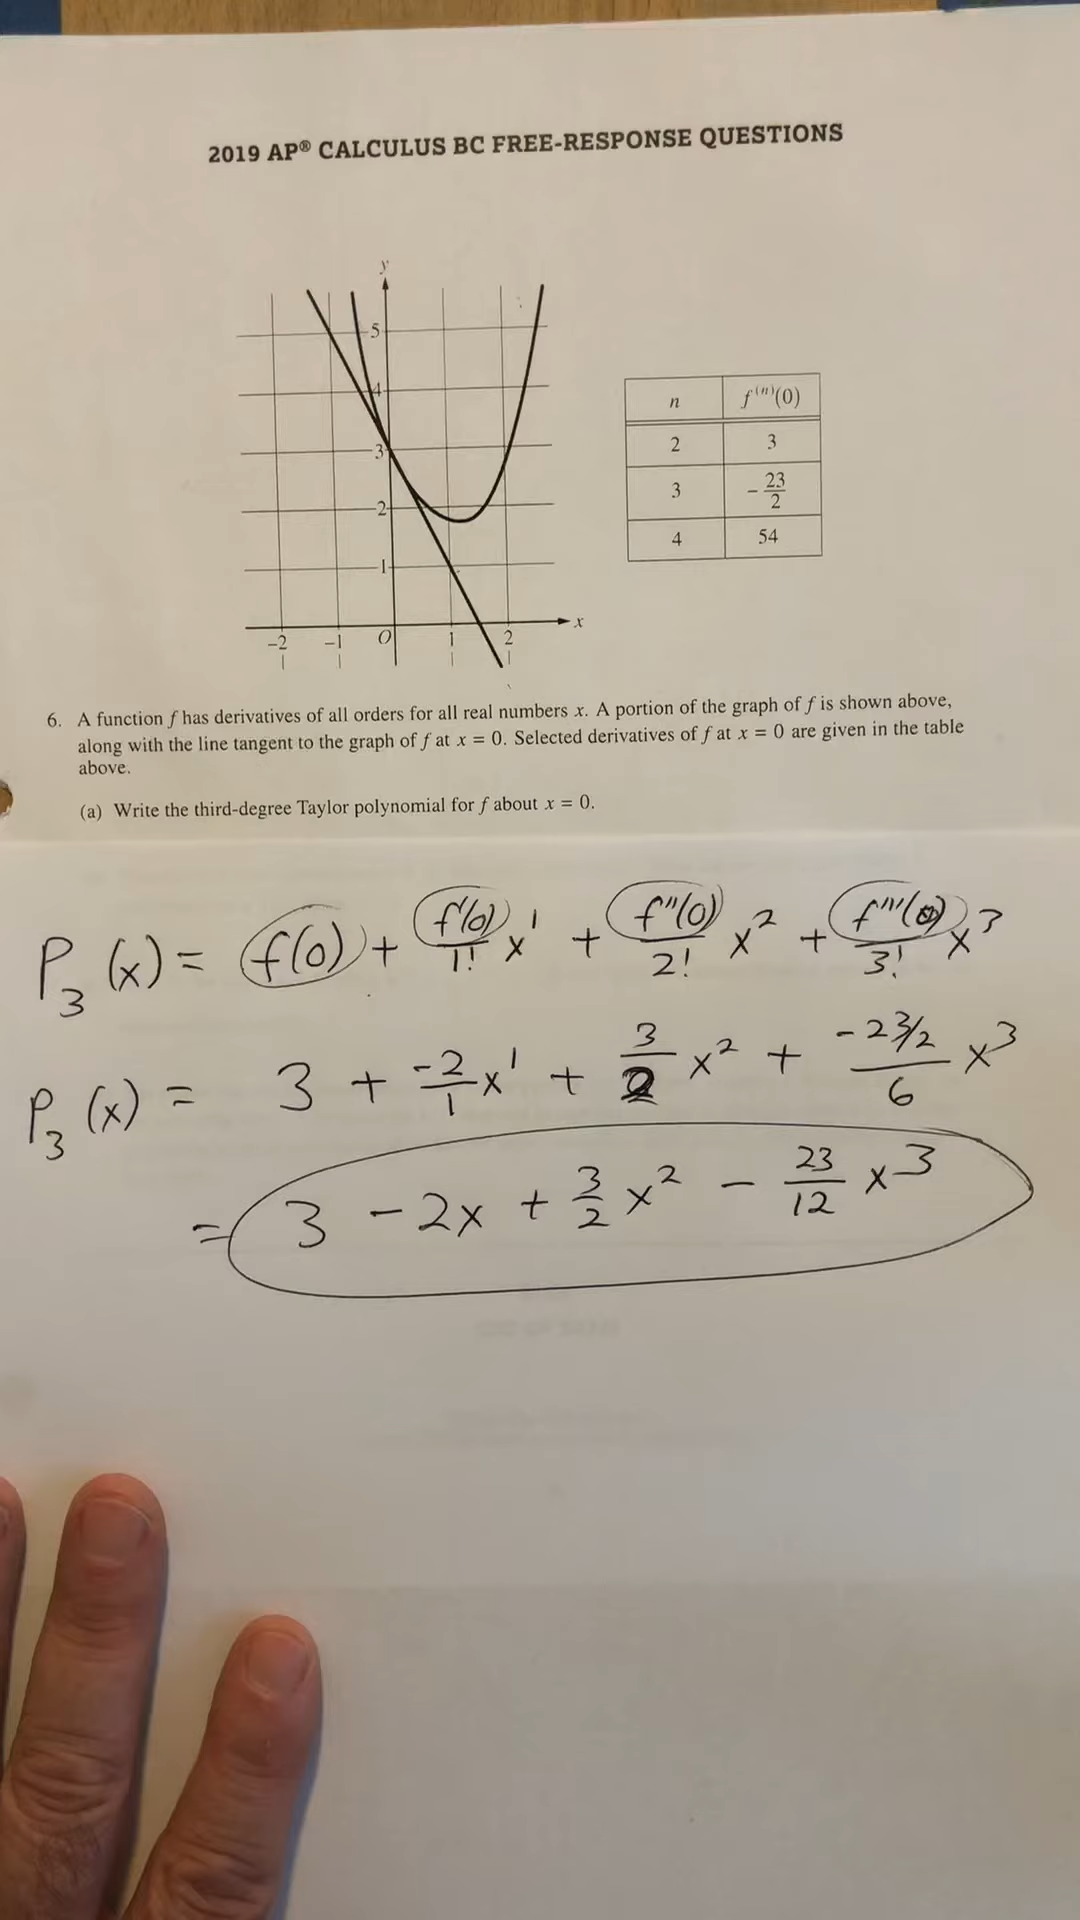 2019 AP® CALCULUS BC FREE-RESPONSE QUESTIONS
y
5
4
3
2
1
-2 -1 O 1 2 x
n f⁽ⁿ⁾(0)
2 3
3 -23/2
4 54
6. A function f has derivatives of all orders for all real numbers x. A portion of the graph of f is shown above,
along with the line tangent to the graph of f at x = 0. Selected derivatives of f at x = 0 are given in the table
above.
(a) Write the third-degree Taylor polynomial for f about x = 0.
P₃(x) = f(0) + f'(0)/1! x¹ + f''(0)/2! x² + f'''(0)/3! x³
P₃(x) = 3 + -2/1 x¹ + 3/2 x² + -23/2/6 x³
= 3 - 2x + 3/2 x² - 23/12 x³